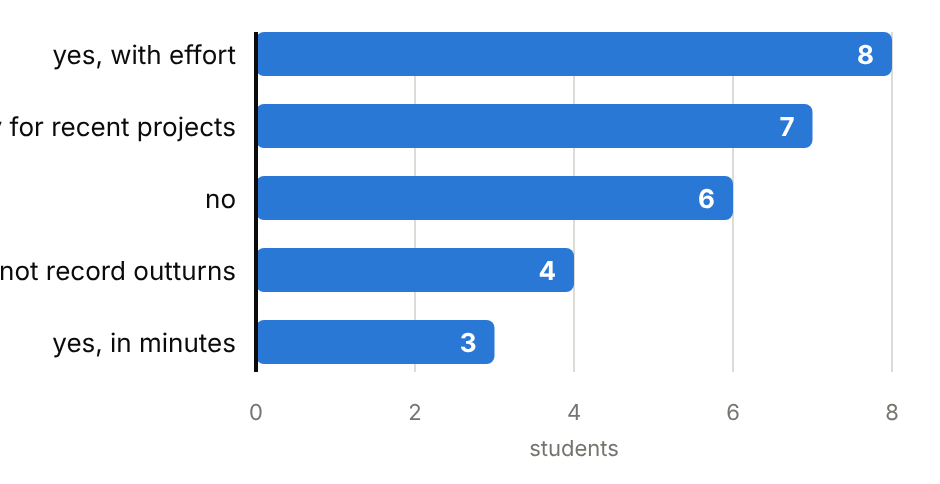 yes, with effort
8
for recent projects
7
no
6
not record outturns
4
yes, in minutes
3
0 2 4 6 8
students